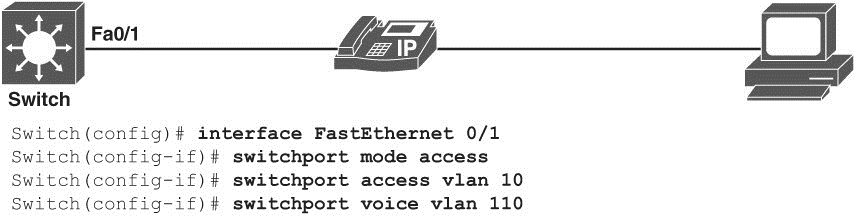 Fa0/1
IP
Switch
Switch(config)# interface FastEthernet 0/1
Switch(config-if)# switchport mode access
Switch(config-if)# switchport access vlan 10
Switch(config-if)# switchport voice vlan 110